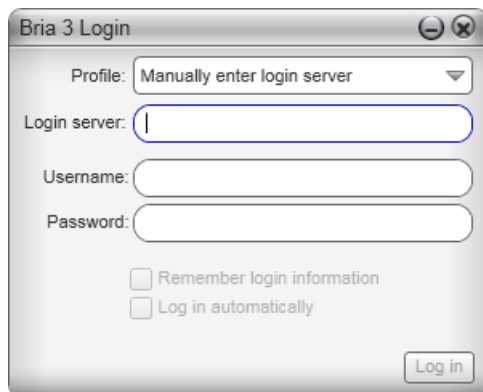 Bria 3 Login
Profile: Manually enter login server
Login server:
Username:
Password:
Remember login information
Log in automatically
Log in